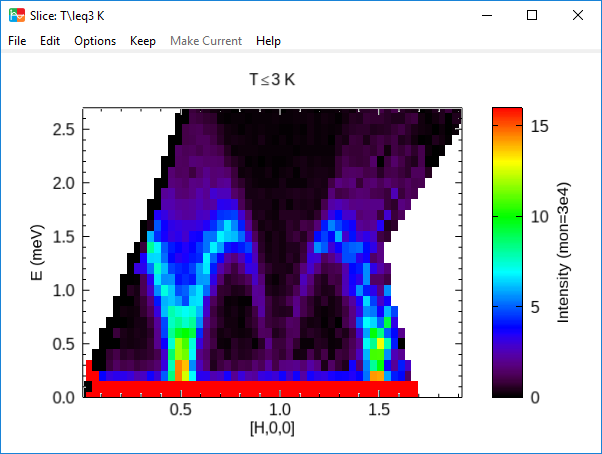 Slice: T\leq3 K
File Edit Options Keep Make Current Help
T≤3 K
2.5
2.0
1.5
1.0
0.5
0.0
E (meV)
0.5 1.0 1.5
[H,0,0]
15
10
5
0
Intensity (mon=3e4)